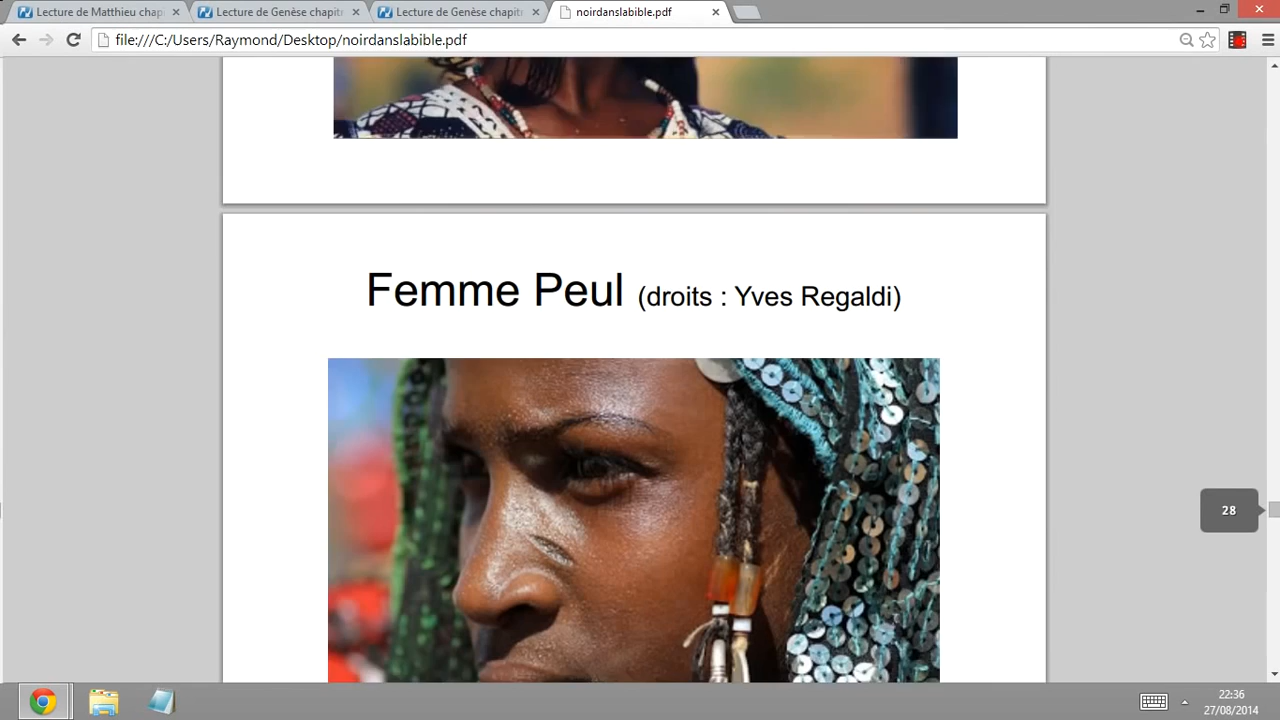 Lecture de Matthieu chap
Lecture de Genèse chapitr
Lecture de Genèse chapitr
noirdanslabible.pdf
file:///C:/Users/Raymond/Desktop/noirdanslabible.pdf
Femme Peul (droits : Yves Regaldi)
28
22:36
27/08/2014